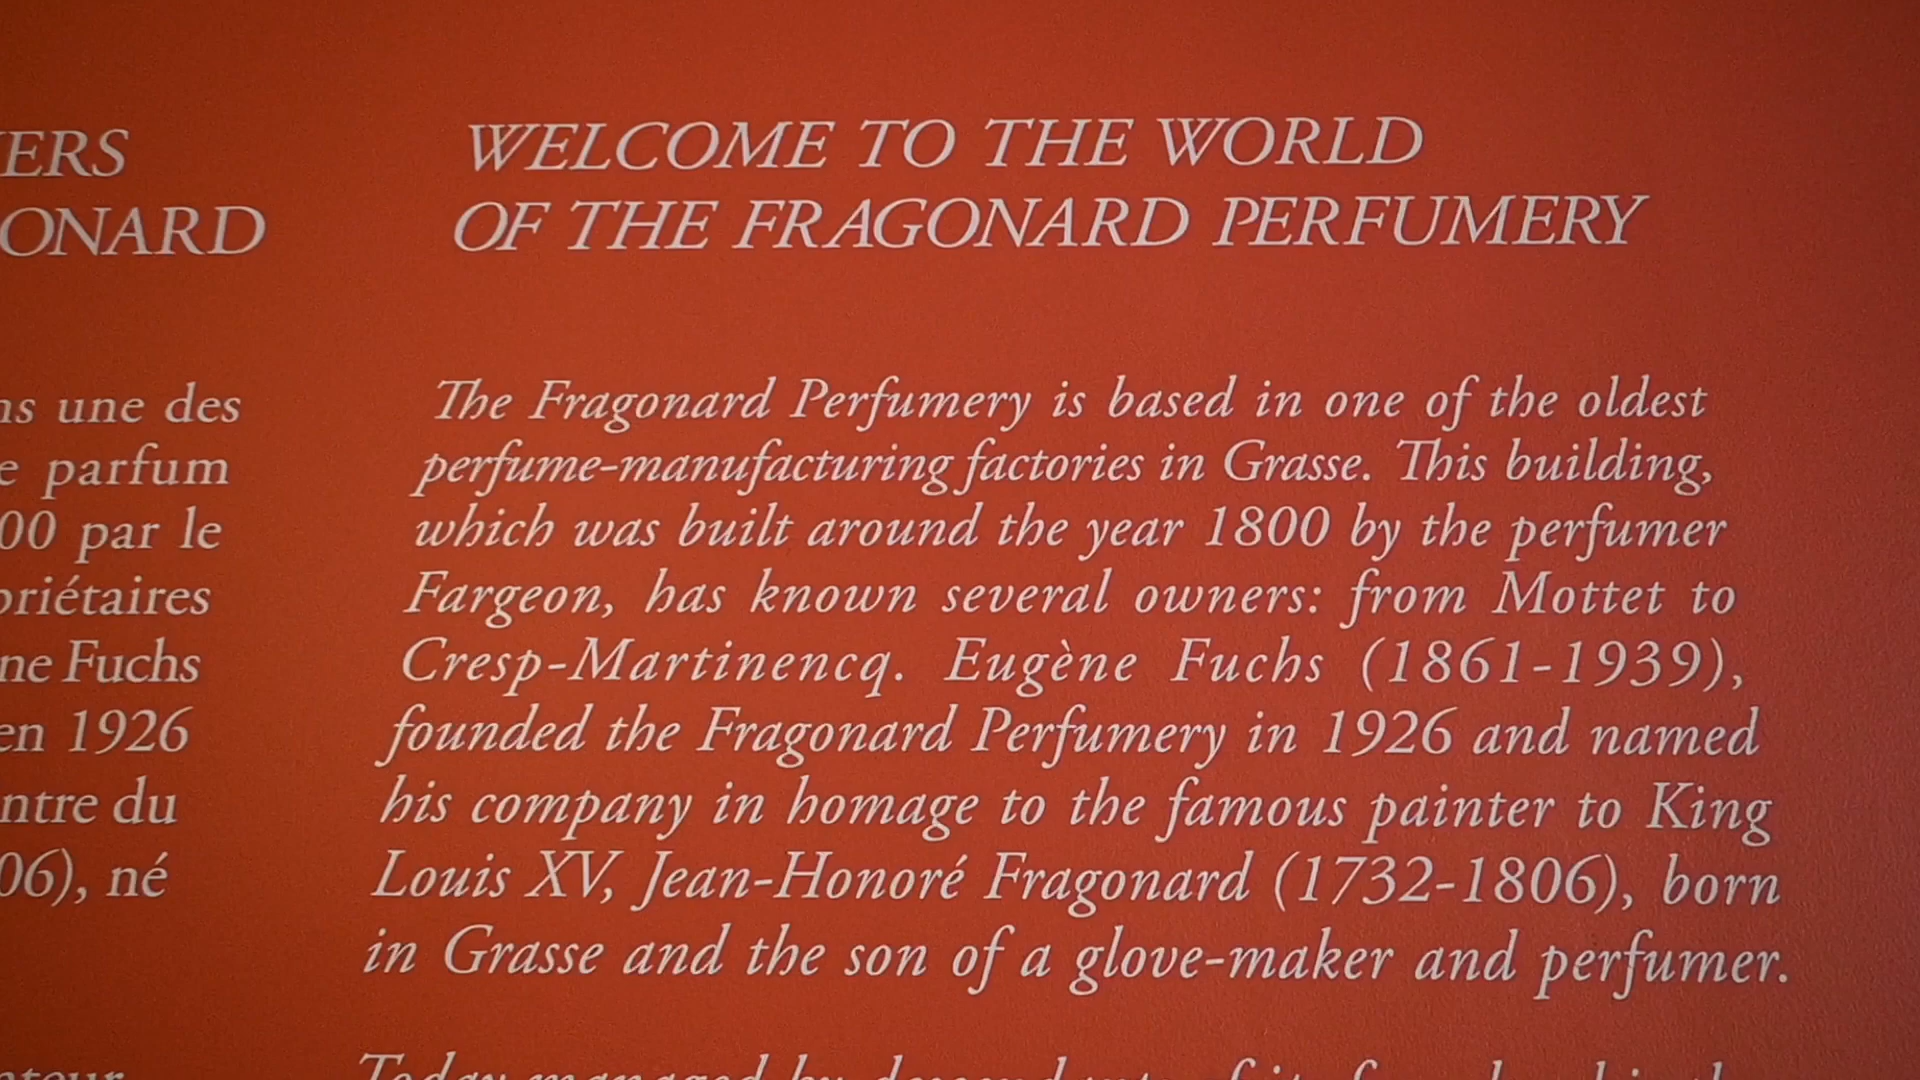 ERS
ONARD
une des
parfum
00 par le
priétaires
ne Fuchs
en 1926
ntre du
06), né
WELCOME TO THE WORLD
OF THE FRAGONARD PERFUMERY
The Fragonard Perfumery is based in one of the oldest
perfume-manufacturing factories in Grasse. This building,
which was built around the year 1800 by the perfumer
Fargeon, has known several owners: from Mottet to
Cresp-Martinencq. Eugène Fuchs (1861-1939),
founded the Fragonard Perfumery in 1926 and named
his company in homage to the famous painter to King
Louis XV, Jean-Honoré Fragonard (1732-1806), born
in Grasse and the son of a glove-maker and perfumer.
Today managed by